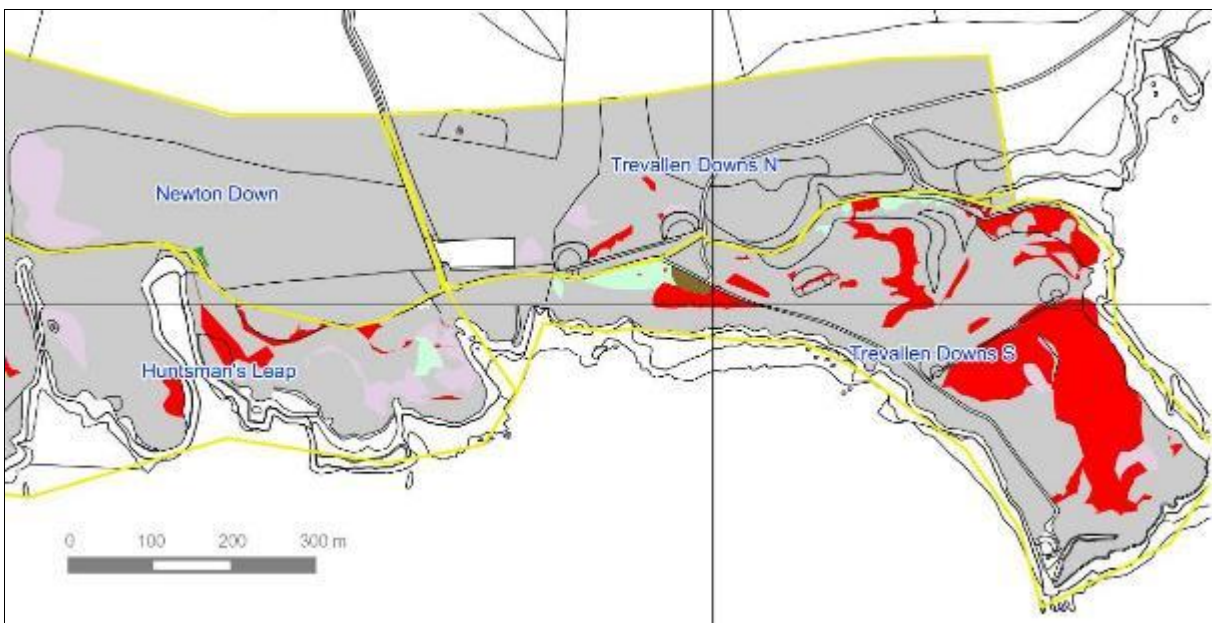 Trevallen Downs N
Newton Down
Trevallen Downs S
Huntsman's Leap
0 100 200 300 m